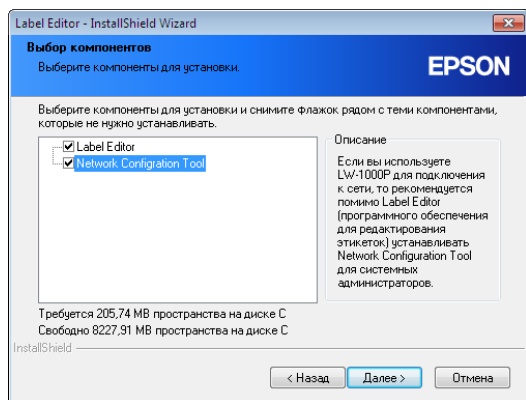 Label Editor - InstallShield Wizard
Выбор компонентов
Выберите компоненты для установки.
EPSON
Выберите компоненты для установки и снимите флажок рядом с теми компонентами,
которые не нужно устанавливать.
Label Editor
Network Configration Tool
Описание
Если вы используете
LW-1000P для подключения
к сети, то рекомендуется
помимо Label Editor
(программного обеспечения
для редактирования
этикеток) устанавливать
Network Configuration Tool
для системных
администраторов.
Требуется 205,74 MB пространства на диске C
Свободно 8227,91 MB пространства на диске C
InstallShield
< Назад
Далее >
Отмена